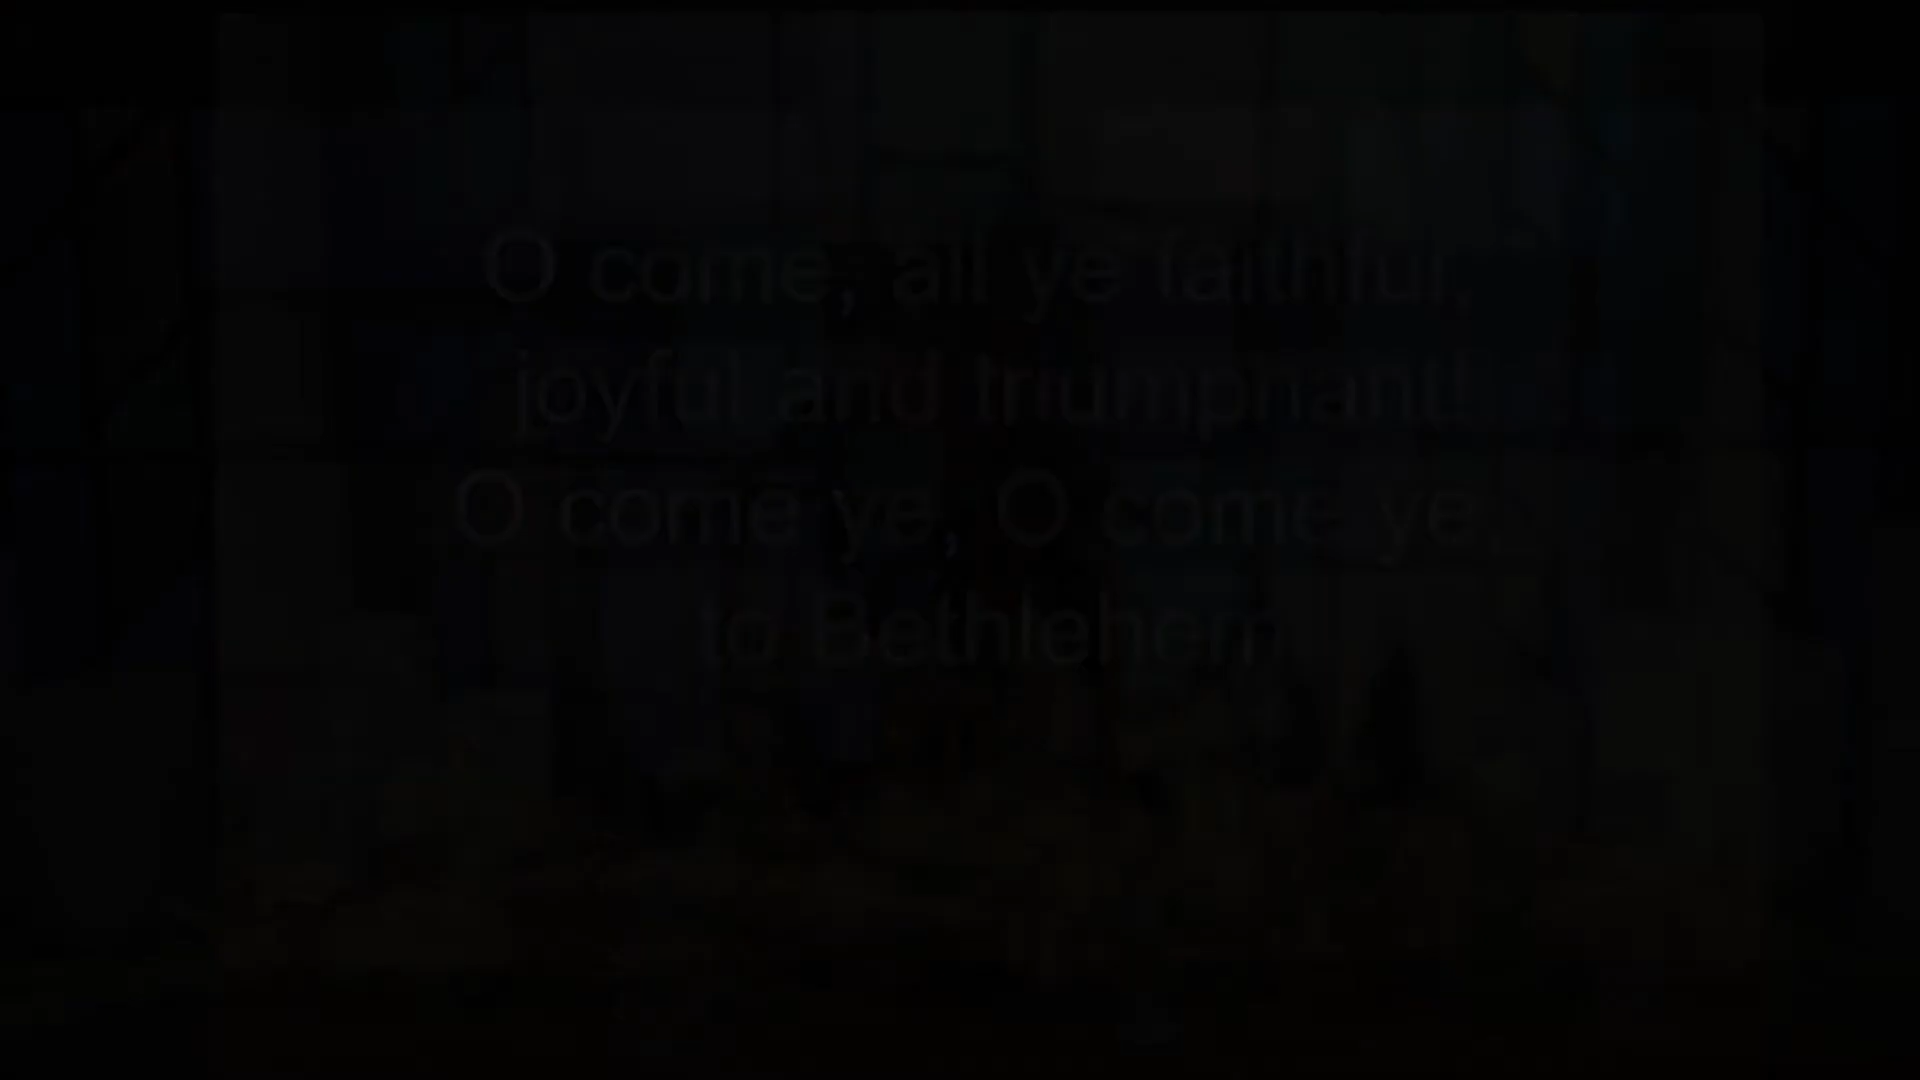 O come, all ye faithful,
joyful and triumphant!
O come ye, O come ye,
to Bethlehem